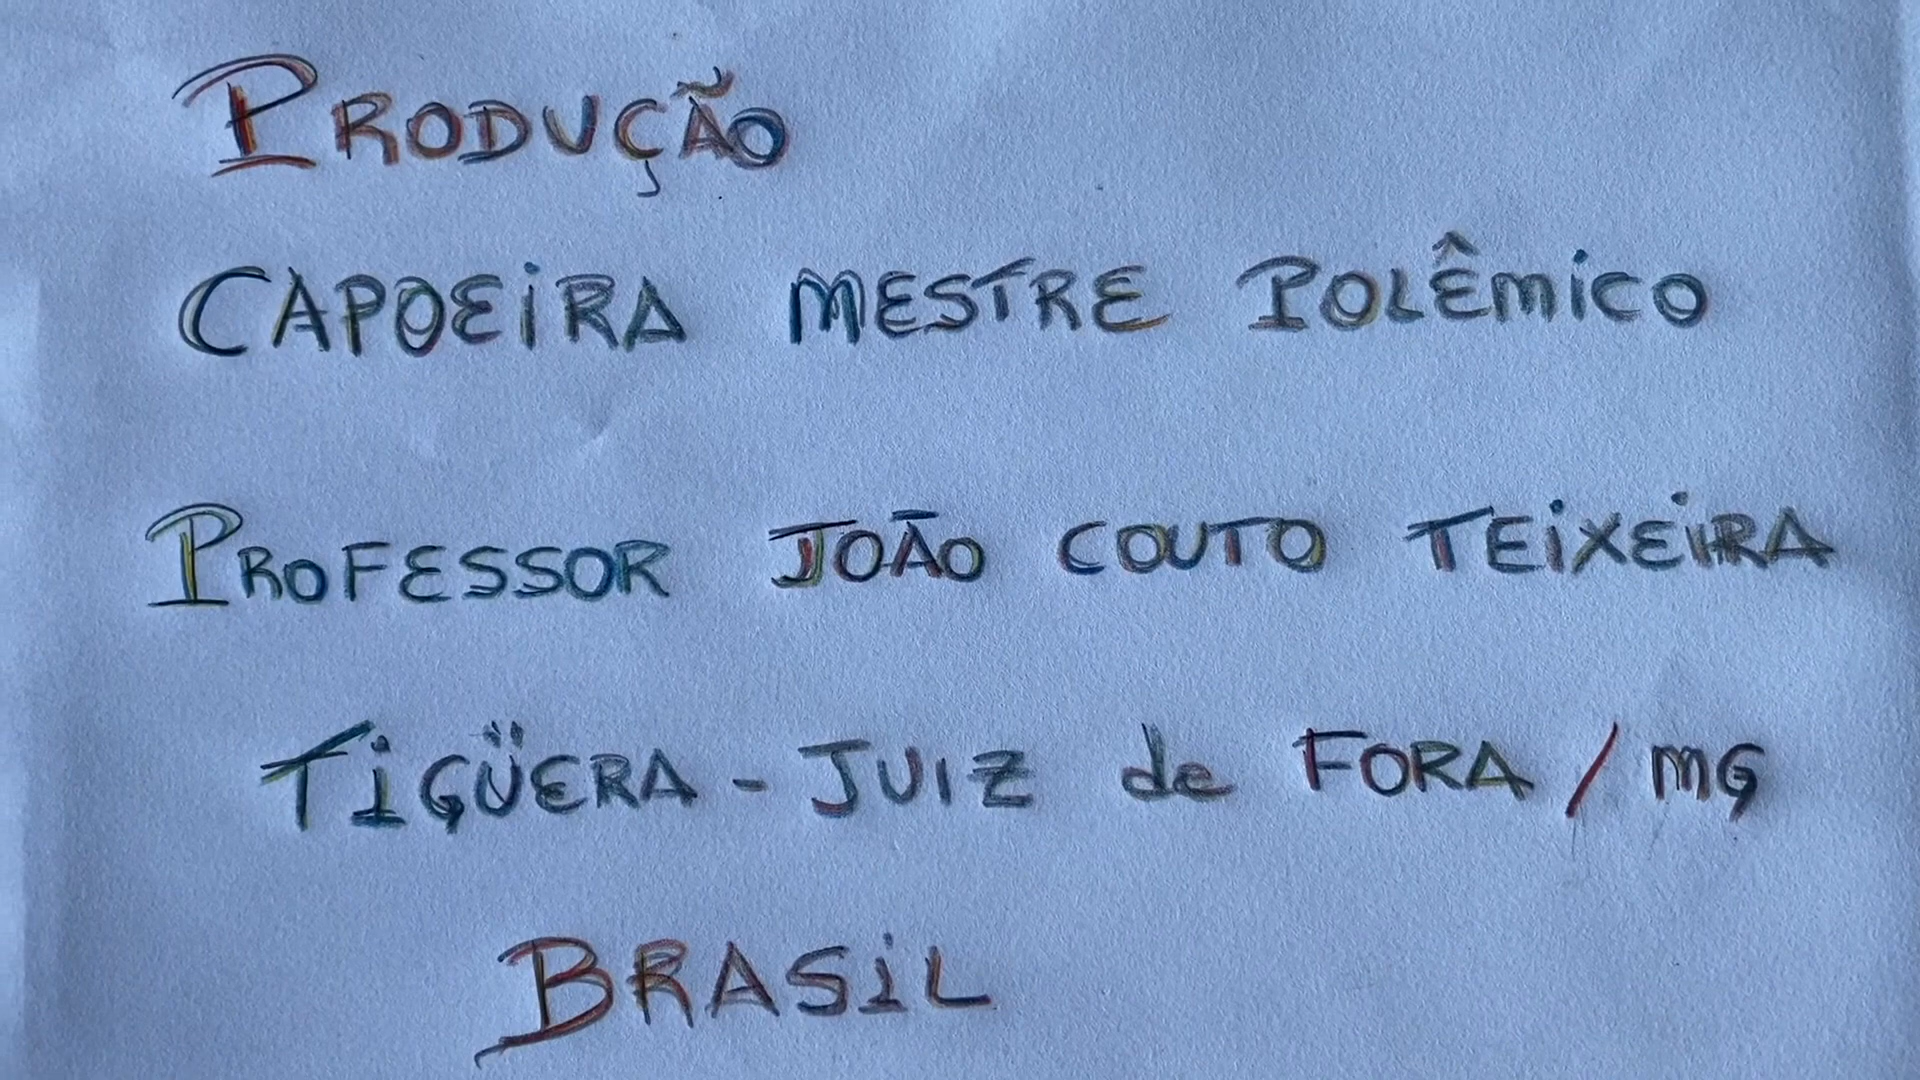 PRODUÇÃO
CAPOEIRA MESTRE POLÊMICO
PROFESSOR JOÃO COUTO TEIXEIRA
TIGÜERA - JUIZ de FORA / MG
BRASIL